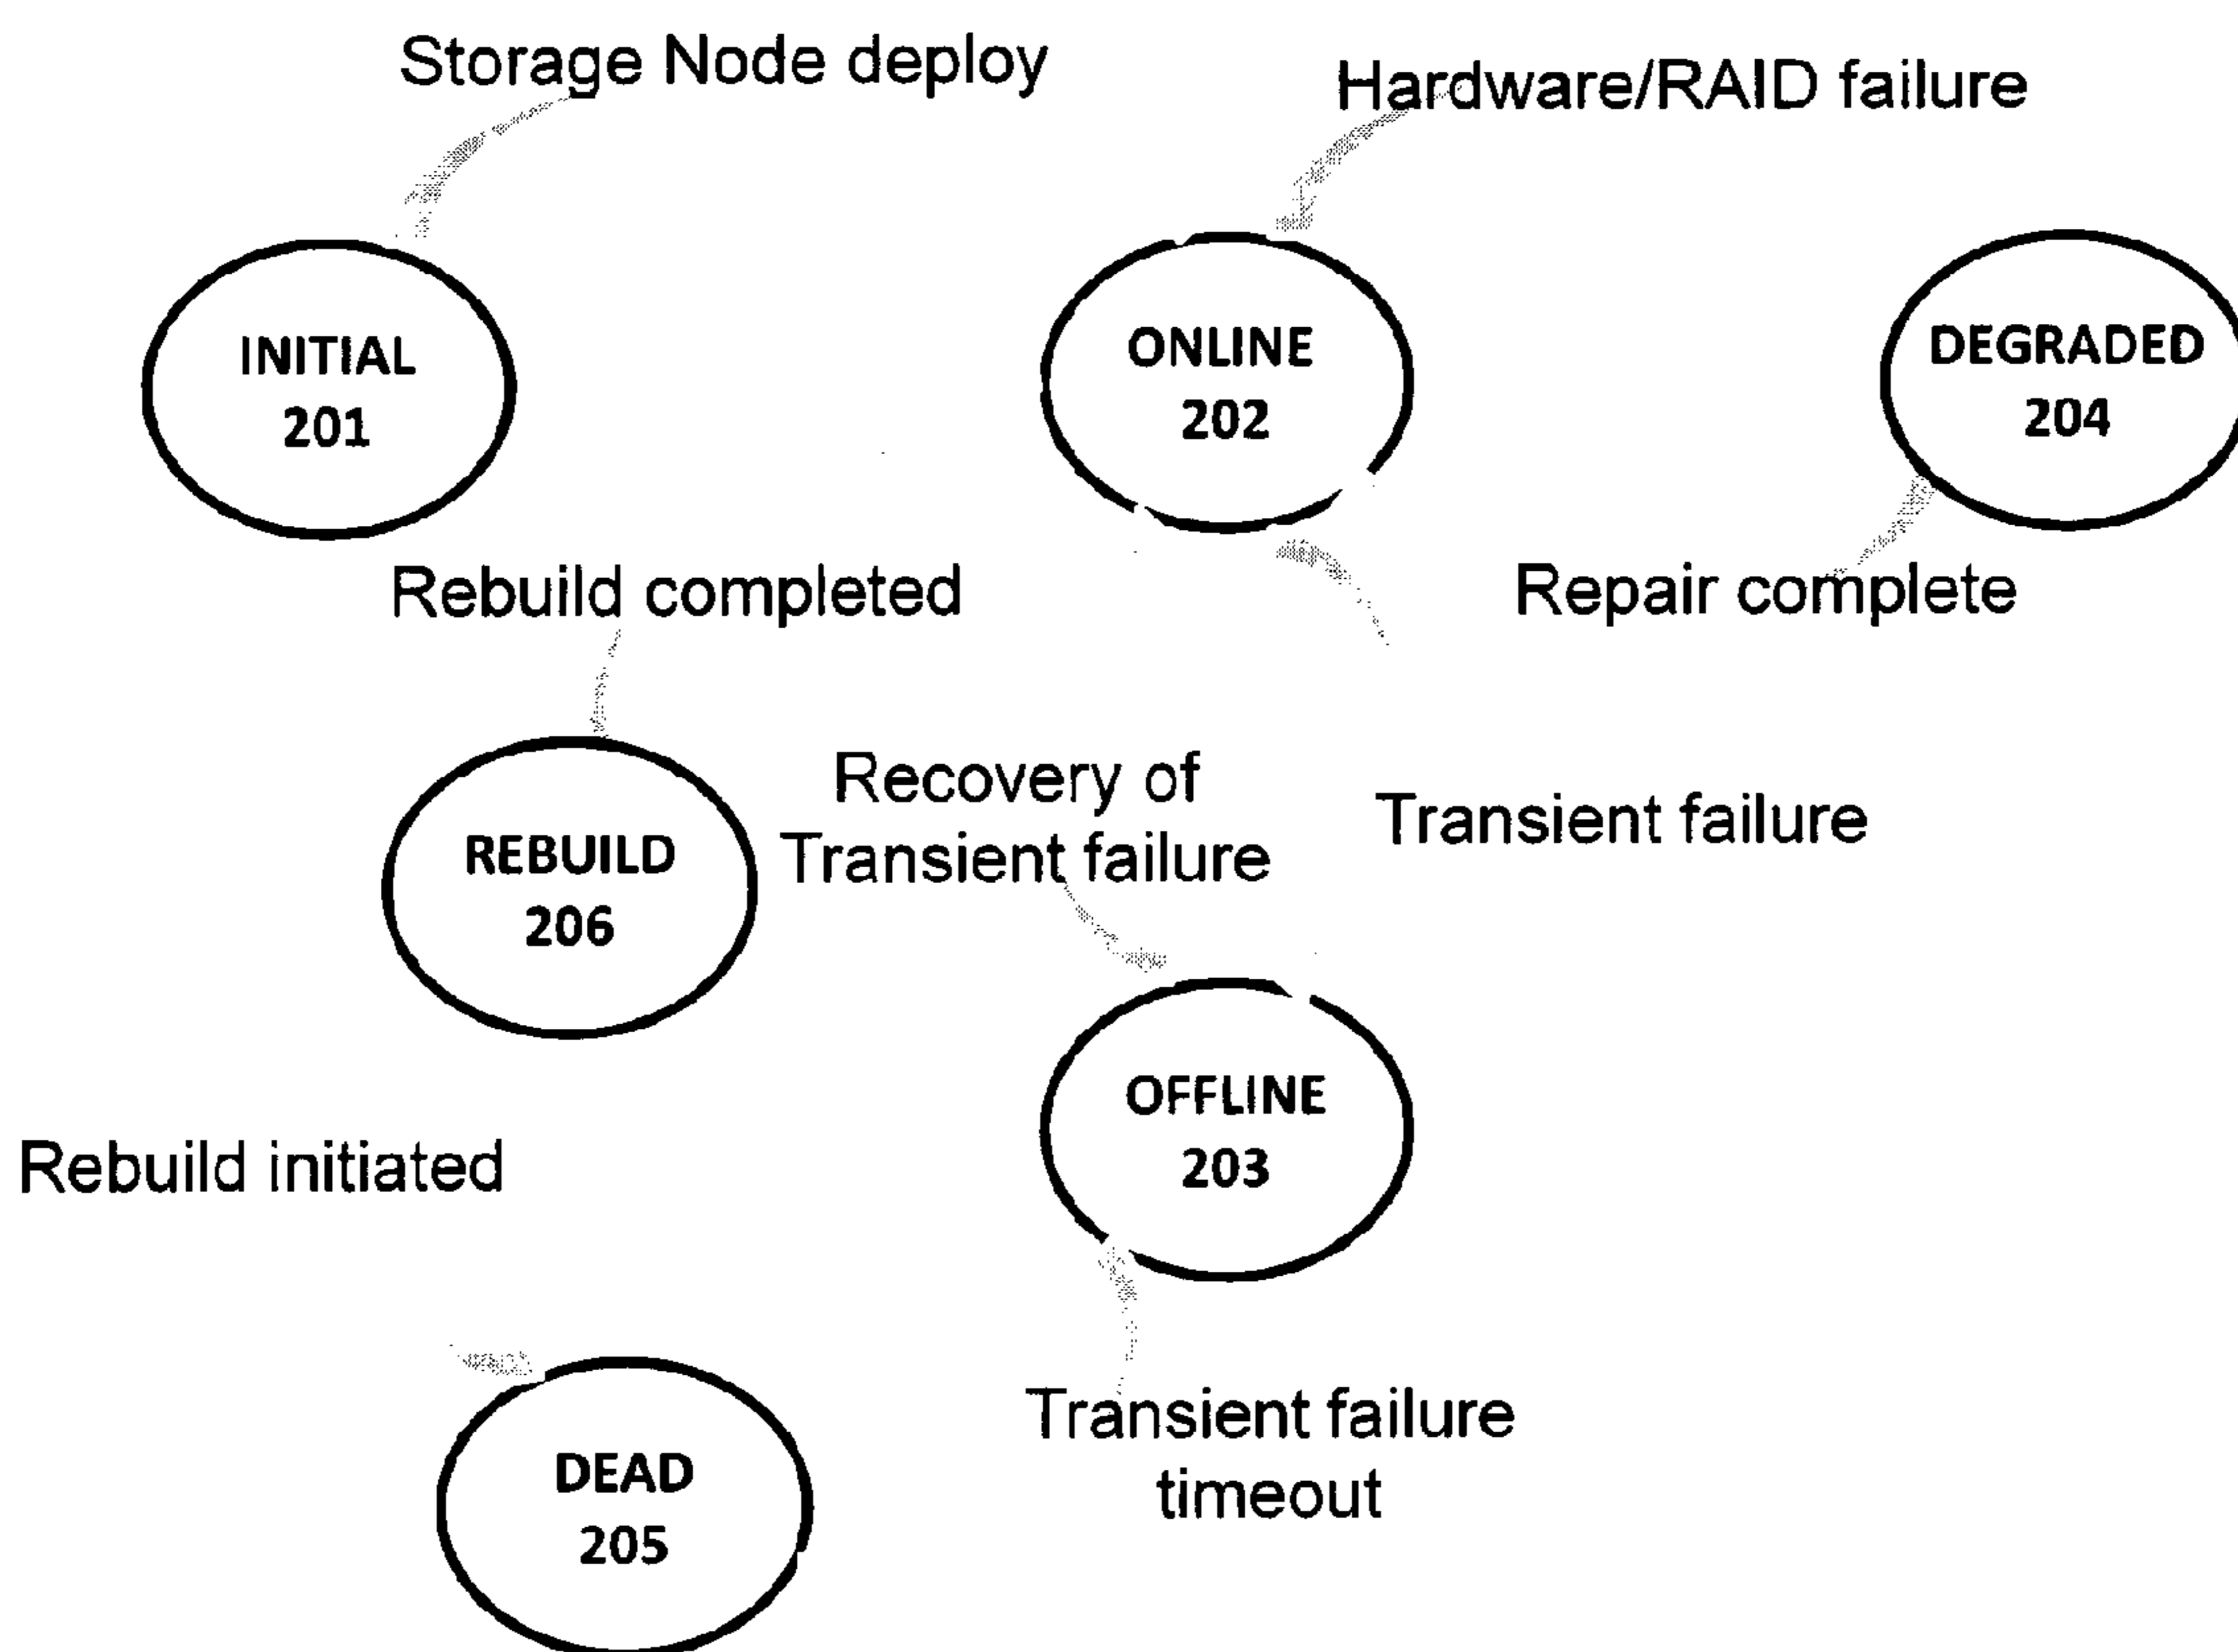 Storage Node deploy
Hardware/RAID failure
INITIAL
201
ONLINE
202
DEGRADED
204
Rebuild completed
Repair complete
REBUILD
206
Recovery of
Transient failure
Transient failure
OFFLINE
203
Rebuild initiated
Transient failure
timeout
DEAD
205